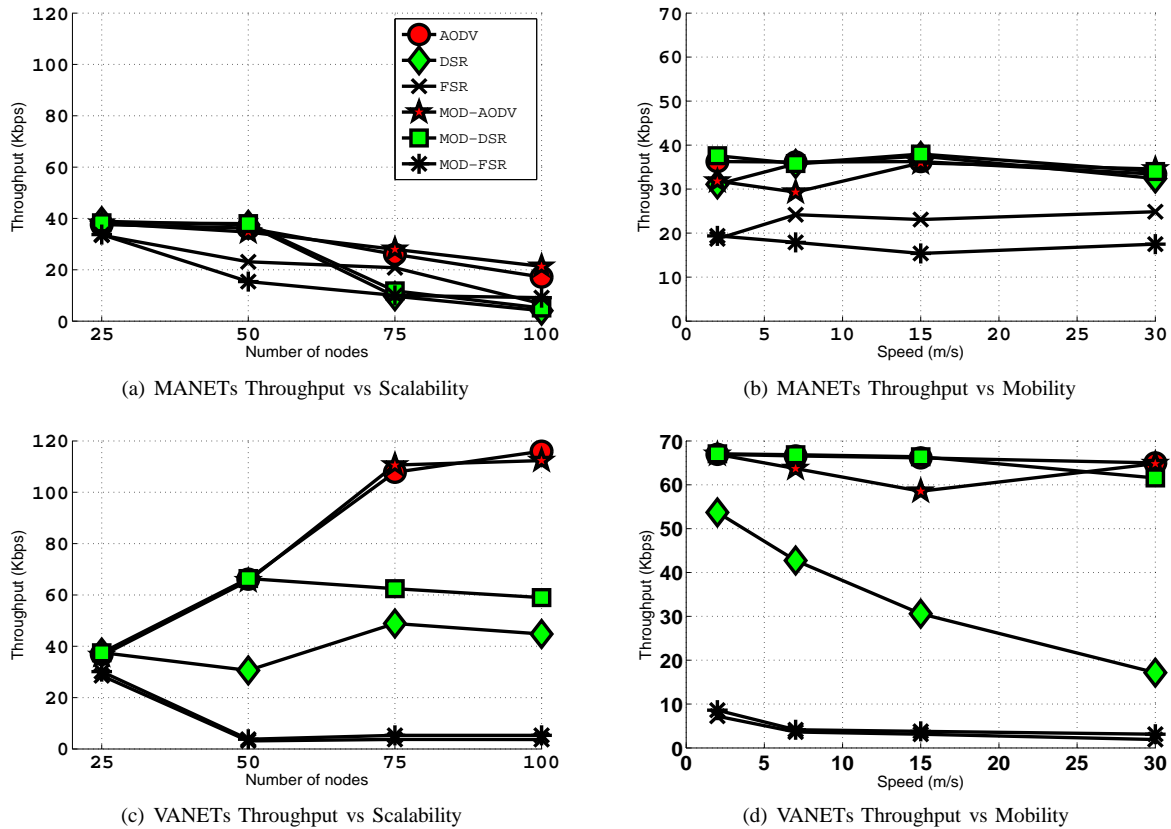 120
100
80
60
40
20
0
Throughput (Kbps)
25
50
75
100
Number of nodes
AODV
DSR
FSR
MOD-AODV
MOD-DSR
MOD-FSR
(a) MANETs Throughput vs Scalability
70
60
50
40
30
20
10
0
Throughput (Kbps)
0
5
10
15
20
25
30
Speed (m/s)
(b) MANETs Throughput vs Mobility
120
100
80
60
40
20
0
Throughput (Kbps)
25
50
75
100
Number of nodes
(c) VANETs Throughput vs Scalability
70
60
50
40
30
20
10
0
Throughput (Kbps)
0
5
10
15
20
25
30
Speed (m/s)
(d) VANETs Throughput vs Mobility